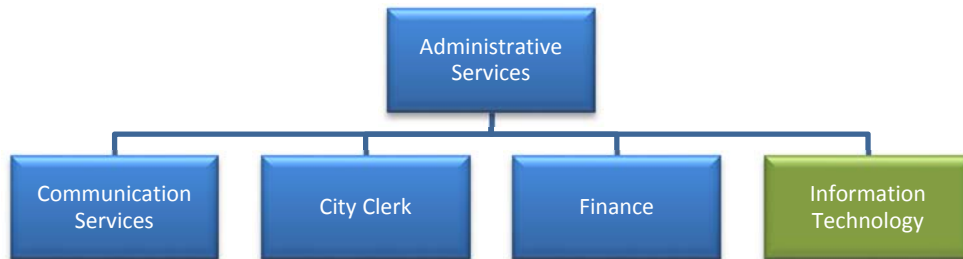 Administrative
Services
Communication
Services
City Clerk
Finance
Information
Technology